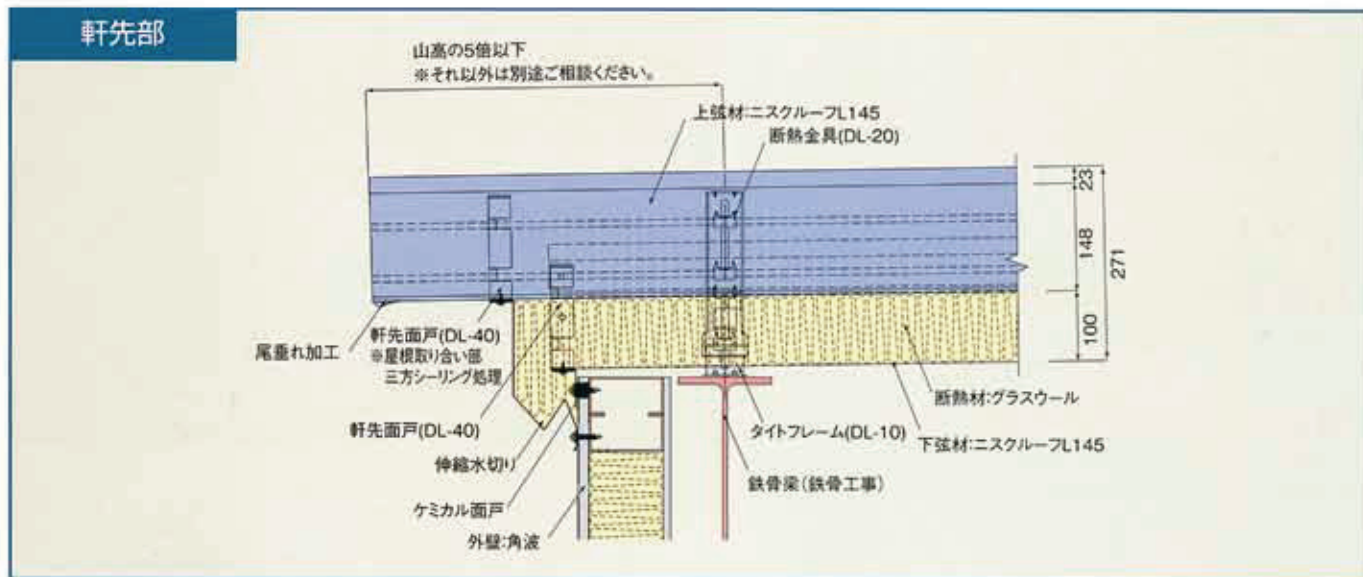 軒先部
山高の5倍以下
※それ以外は別途ご相談ください。
上弦材:ニスクルーフL145
断熱金具(DL-20)
23
148
271
100
尾垂れ加工
軒先面戸(DL-40)
※屋根取り合い部
三方シーリング処理
軒先面戸(DL-40)
伸縮水切り
ケミカル面戸
外壁:角波
断熱材:グラスウール
タイトフレーム(DL-10)
下弦材:ニスクルーフL145
鉄骨梁(鉄骨工事)